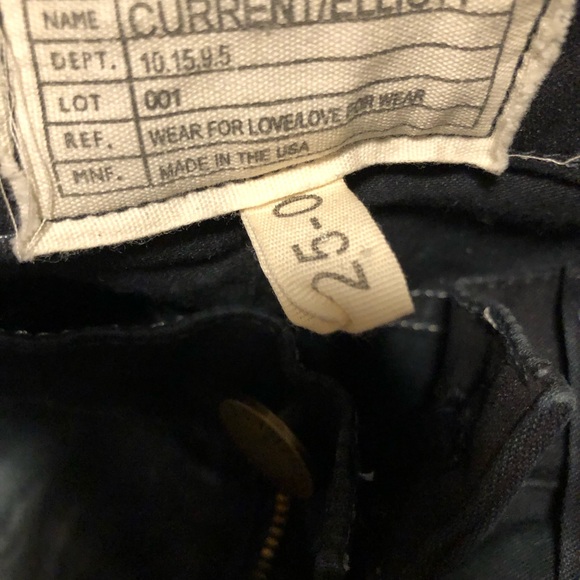 NAME CURRENT/ELLIOTT
DEPT. 10.15.9.5
LOT 001
REF. WEAR FOR LOVE/LOVE FOR WEAR
MNF. MADE IN THE USA
25-0